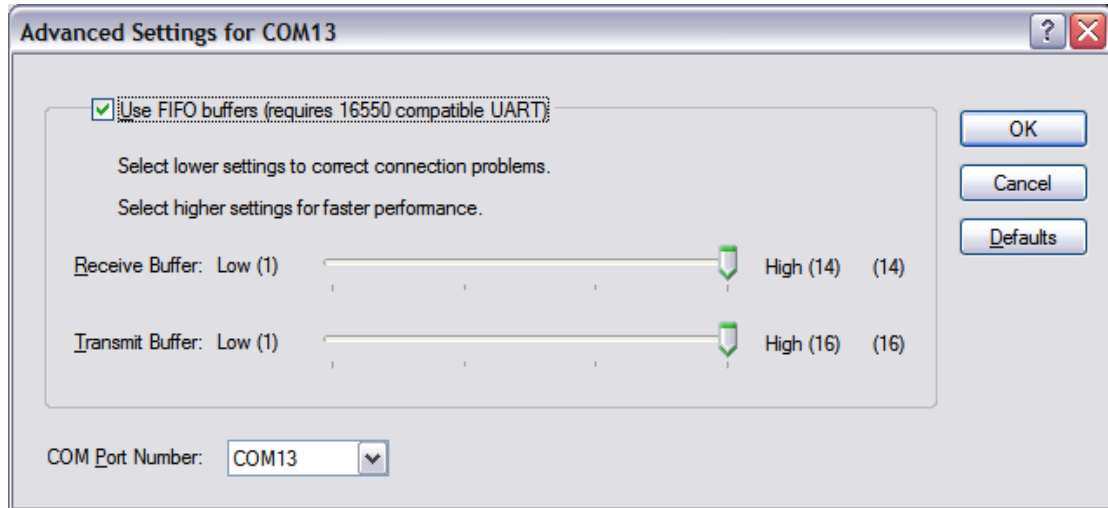 Advanced Settings for COM13
Use FIFO buffers (requires 16550 compatible UART)
OK
Select lower settings to correct connection problems.
Cancel
Select higher settings for faster performance.
Defaults
Receive Buffer: Low (1) High (14) (14)
Transmit Buffer: Low (1) High (16) (16)
COM Port Number: COM13